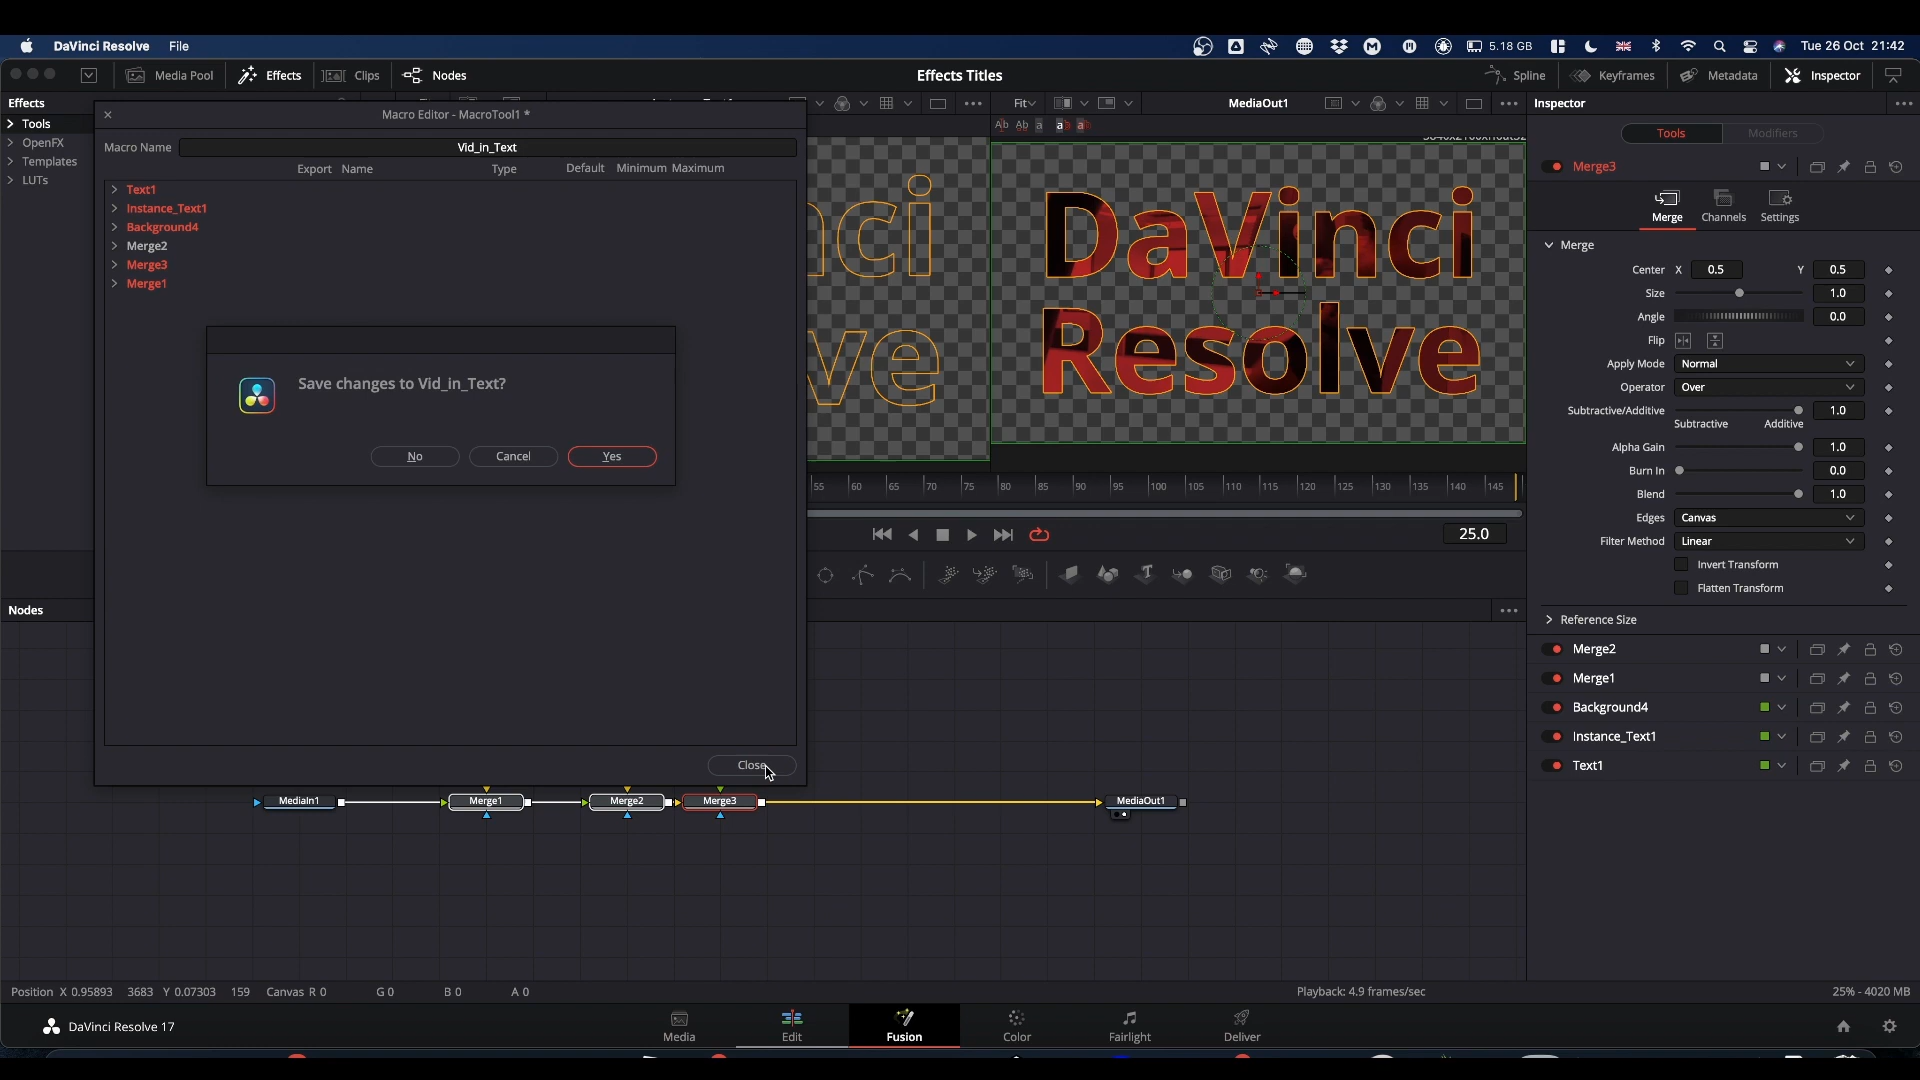 DaVinci Resolve File
5.18 GB
Tue 26 Oct 21:42
Media Pool Effects Clips Nodes
Effects Titles
Spline Keyframes Metadata Inspector
Effects
Tools
OpenFX
Templates
LUTs
Macro Editor - MacroTool1 *
Macro Name Vid_in_Text
Export Name Type Default Minimum Maximum
Text1
Instance_Text1
Background4
Merge2
Merge3
Merge1
Save changes to Vid_in_Text?
No Cancel Yes
Close
Fit MediaOut1
DaVinci
Resolve
55 60 65 70 75 80 85 90 95 100 105 110 115 120 125 130 135 140 145
25.0
Inspector
Tools Modifiers
Merge3
Merge Channels Settings
Merge
Center X 0.5 Y 0.5
Size 1.0
Angle 0.0
Flip
Apply Mode Normal
Operator Over
Subtractive/Additive 1.0
Subtractive Additive
Alpha Gain 1.0
Burn In 0.0
Blend 1.0
Edges Canvas
Filter Method Linear
Invert Transform
Flatten Transform
Reference Size
Merge2
Merge1
Background4
Instance_Text1
Text1
Nodes
MediaIn1 Merge1 Merge2 Merge3 MediaOut1
Position X 0.95893 3683 Y 0.07303 159 Canvas R 0 G 0 B 0 A 0
Playback: 4.9 frames/sec
25% - 4020 MB
DaVinci Resolve 17
Media Edit Fusion Color Fairlight Deliver